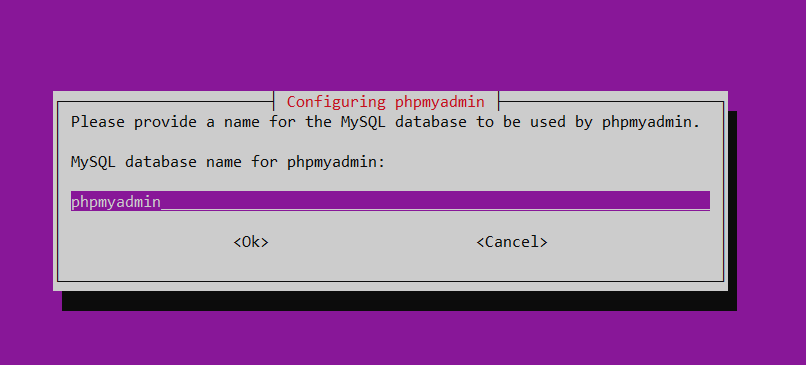 Configuring phpmyadmin
Please provide a name for the MySQL database to be used by phpmyadmin.
MySQL database name for phpmyadmin:
phpmyadmin
<Ok> <Cancel>